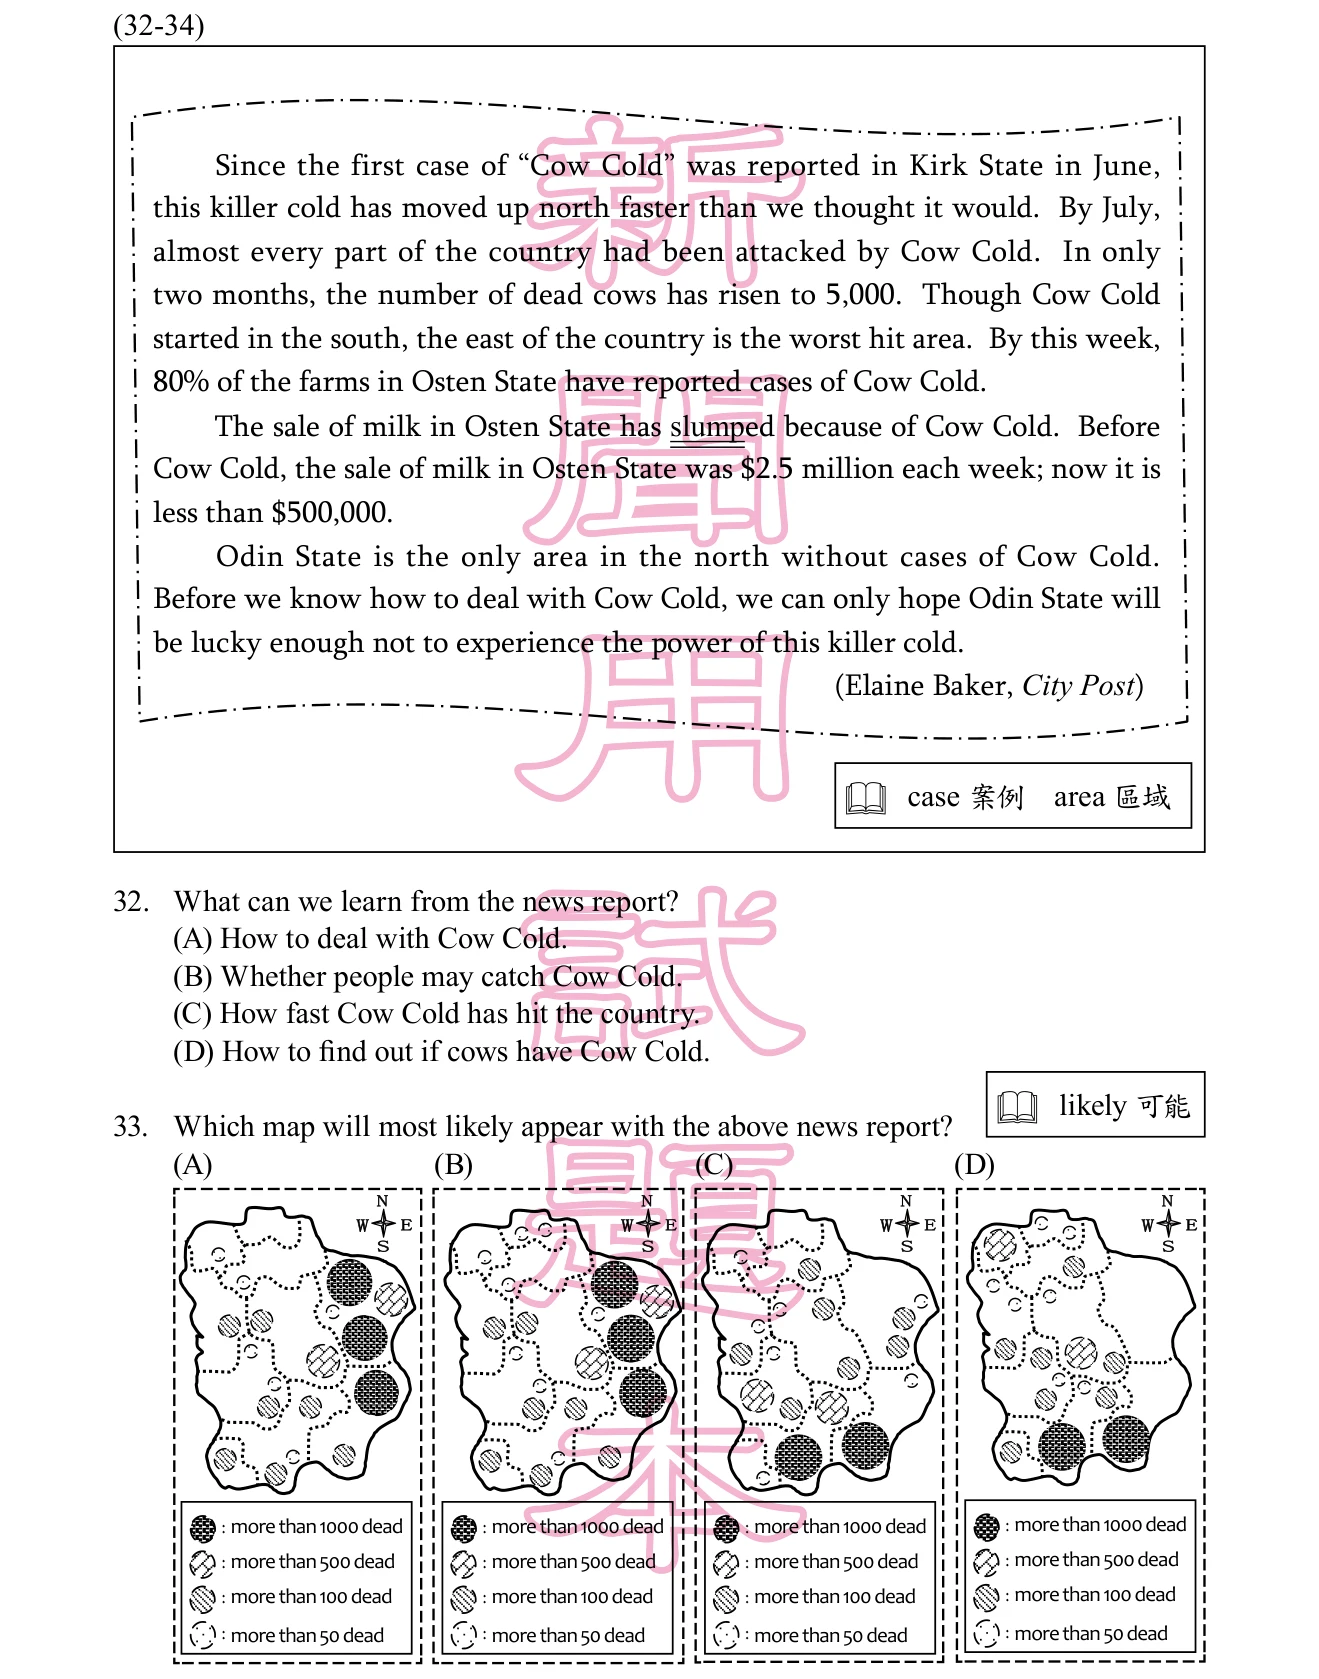 (32-34)
Since the first case of “Cow Cold” was reported in Kirk State in June,
this killer cold has moved up north faster than we thought it would. By July,
almost every part of the country had been attacked by Cow Cold. In only
two months, the number of dead cows has risen to 5,000. Though Cow Cold
started in the south, the east of the country is the worst hit area. By this week,
80% of the farms in Osten State have reported cases of Cow Cold.
The sale of milk in Osten State has slumped because of Cow Cold. Before
Cow Cold, the sale of milk in Osten State was $2.5 million each week; now it is
less than $500,000.
Odin State is the only area in the north without cases of Cow Cold.
Before we know how to deal with Cow Cold, we can only hope Odin State will
be lucky enough not to experience the power of this killer cold.
(Elaine Baker, City Post)
case 案例 area 區域
32. What can we learn from the news report?
(A) How to deal with Cow Cold.
(B) Whether people may catch Cow Cold.
(C) How fast Cow Cold has hit the country.
(D) How to find out if cows have Cow Cold.
likely 可能
33. Which map will most likely appear with the above news report?
(A) (B) (C) (D)
N N N N
W E W E W E W E
S S S S
: more than 1000 dead : more than 1000 dead : more than 1000 dead : more than 1000 dead
: more than 500 dead : more than 500 dead : more than 500 dead : more than 500 dead
: more than 100 dead : more than 100 dead : more than 100 dead : more than 100 dead
: more than 50 dead : more than 50 dead : more than 50 dead : more than 50 dead
新聞用試題本